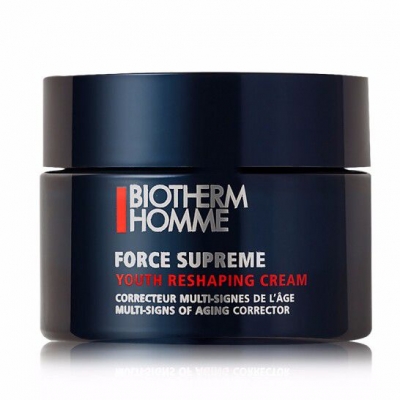 BIOTHERM
HOMME
FORCE SUPREME
YOUTH RESHAPING CREAM
CORRECTEUR MULTI-SIGNES DE L'ÂGE
MULTI-SIGNS OF AGING CORRECTOR